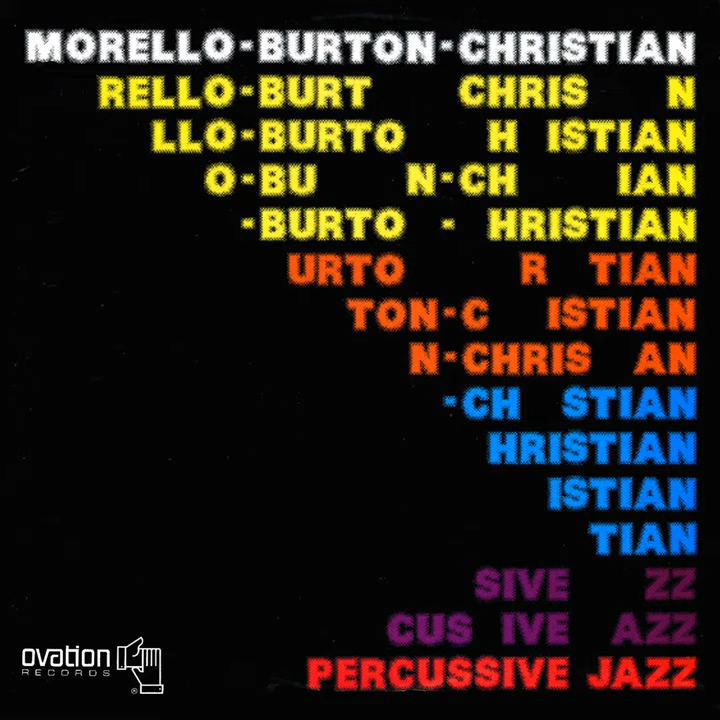 MORELLO-BURTON-CHRISTIAN
RELLO-BURT CHRIS N
LLO-BURTO H ISTIAN
O-BU N-CH IAN
-BURTO - HRISTIAN
URTO R TIAN
TON-C ISTIAN
N-CHRIS AN
-CH STIAN
HRISTIAN
ISTIAN
TIAN
SIVE ZZ
CUS IVE AZZ
PERCUSSIVE JAZZ
ovation
RECORDS
®